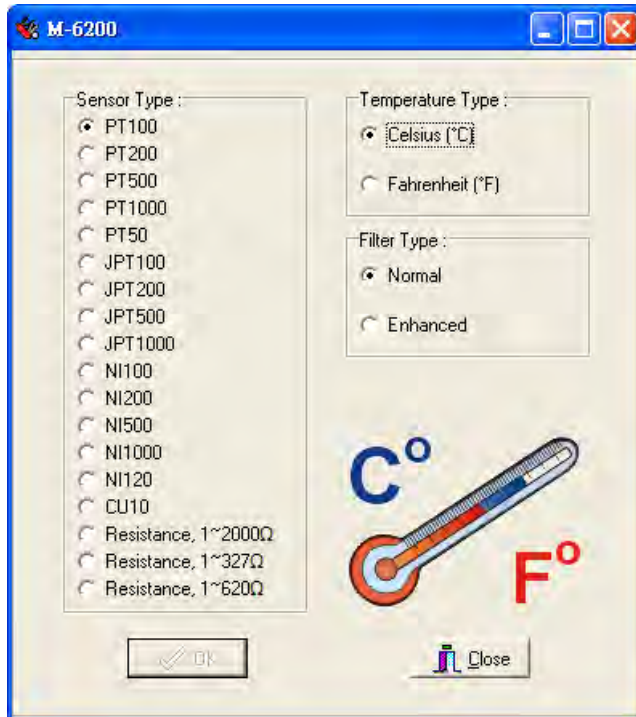 M-6200
Sensor Type :
PT100
PT200
PT500
PT1000
PT50
JPT100
JPT200
JPT500
JPT1000
NI100
NI200
NI500
NI1000
NI120
CU10
Resistance, 1~2000Ω
Resistance, 1~327Ω
Resistance, 1~620Ω
Temperature Type :
Celsius (°C)
Fahrenheit (°F)
Filter Type :
Normal
Enhanced
C°
F°
OK
Close